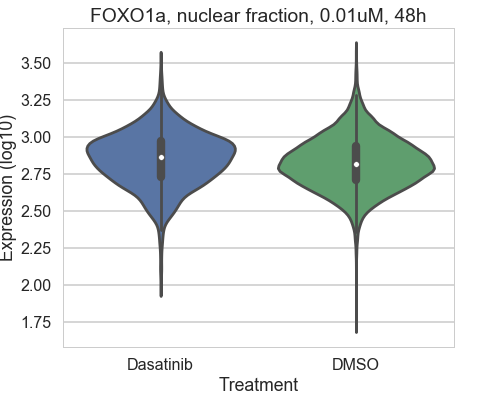 FOXO1a, nuclear fraction, 0.01uM, 48h
Expression (log10)
3.50
3.25
3.00
2.75
2.50
2.25
2.00
1.75
Dasatinib DMSO
Treatment